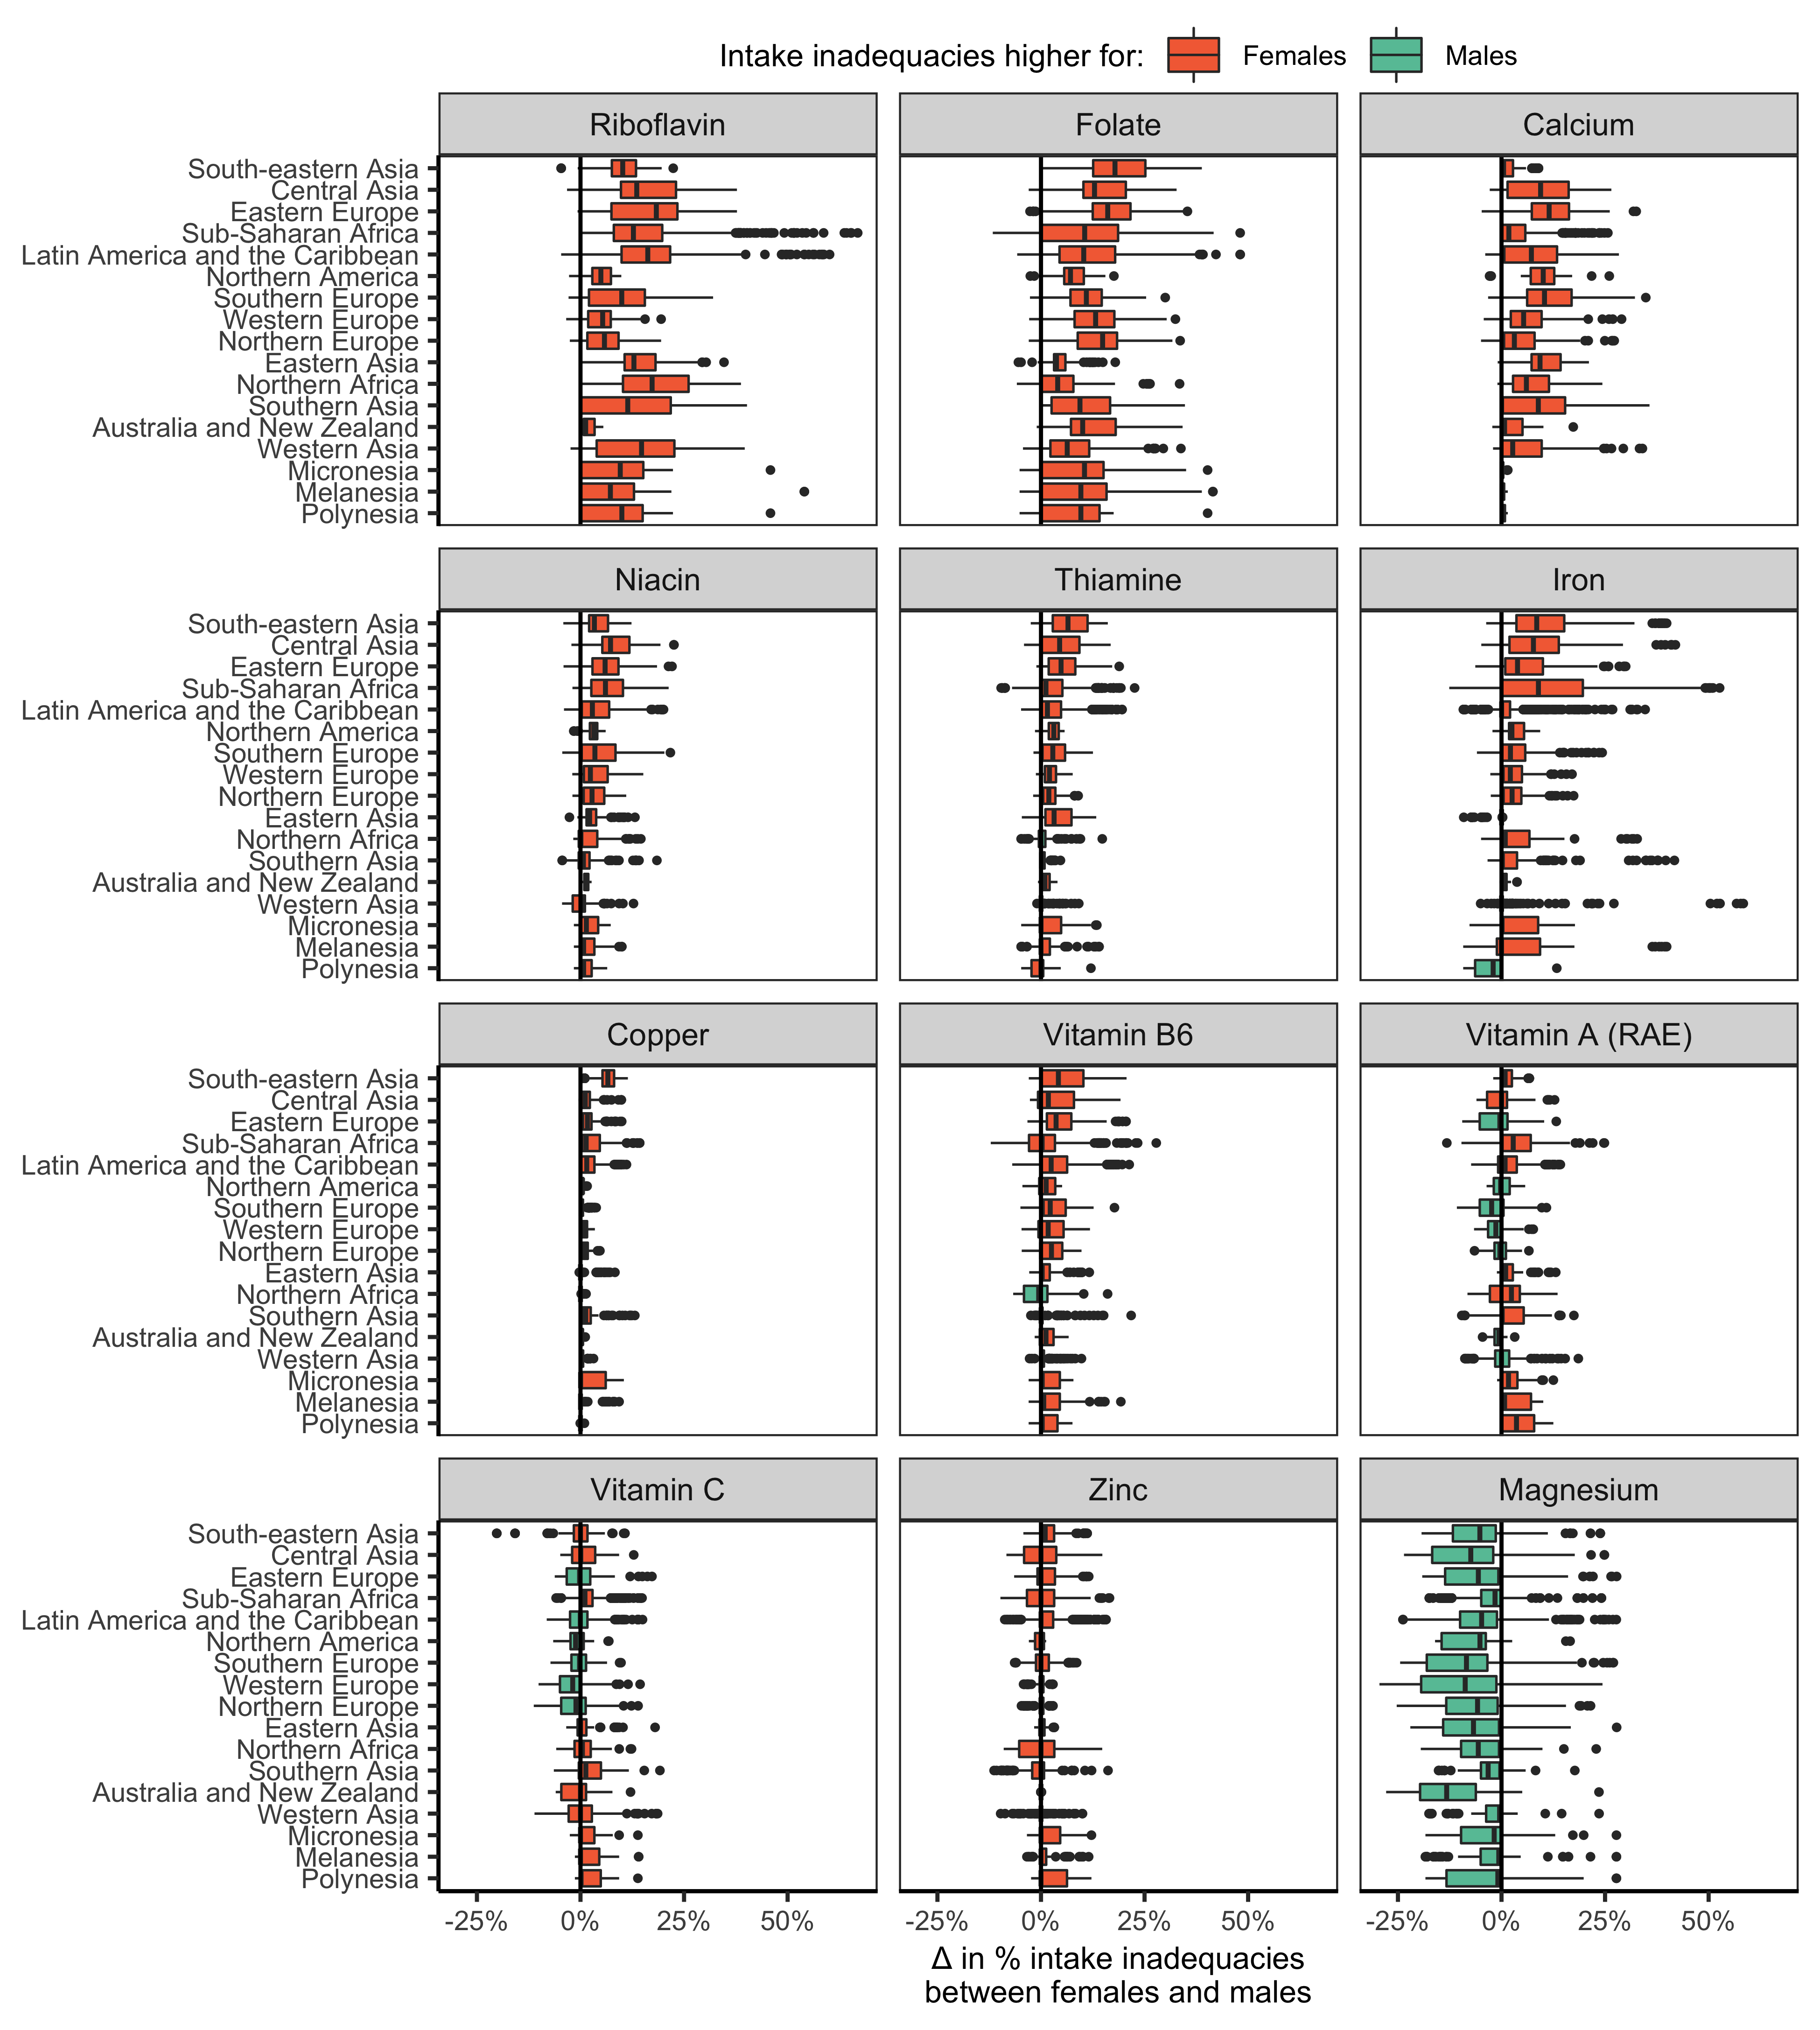 Intake inadequacies higher for: Females Males
Riboflavin Folate Calcium
South-eastern Asia
Central Asia
Eastern Europe
Sub-Saharan Africa
Latin America and the Caribbean
Northern America
Southern Europe
Western Europe
Northern Europe
Eastern Asia
Northern Africa
Southern Asia
Australia and New Zealand
Western Asia
Micronesia
Melanesia
Polynesia
Niacin Thiamine Iron
South-eastern Asia
Central Asia
Eastern Europe
Sub-Saharan Africa
Latin America and the Caribbean
Northern America
Southern Europe
Western Europe
Northern Europe
Eastern Asia
Northern Africa
Southern Asia
Australia and New Zealand
Western Asia
Micronesia
Melanesia
Polynesia
Copper Vitamin B6 Vitamin A (RAE)
South-eastern Asia
Central Asia
Eastern Europe
Sub-Saharan Africa
Latin America and the Caribbean
Northern America
Southern Europe
Western Europe
Northern Europe
Eastern Asia
Northern Africa
Southern Asia
Australia and New Zealand
Western Asia
Micronesia
Melanesia
Polynesia
Vitamin C Zinc Magnesium
South-eastern Asia
Central Asia
Eastern Europe
Sub-Saharan Africa
Latin America and the Caribbean
Northern America
Southern Europe
Western Europe
Northern Europe
Eastern Asia
Northern Africa
Southern Asia
Australia and New Zealand
Western Asia
Micronesia
Melanesia
Polynesia
-25% 0% 25% 50% -25% 0% 25% 50% -25% 0% 25% 50%
Δ in % intake inadequacies
between females and males